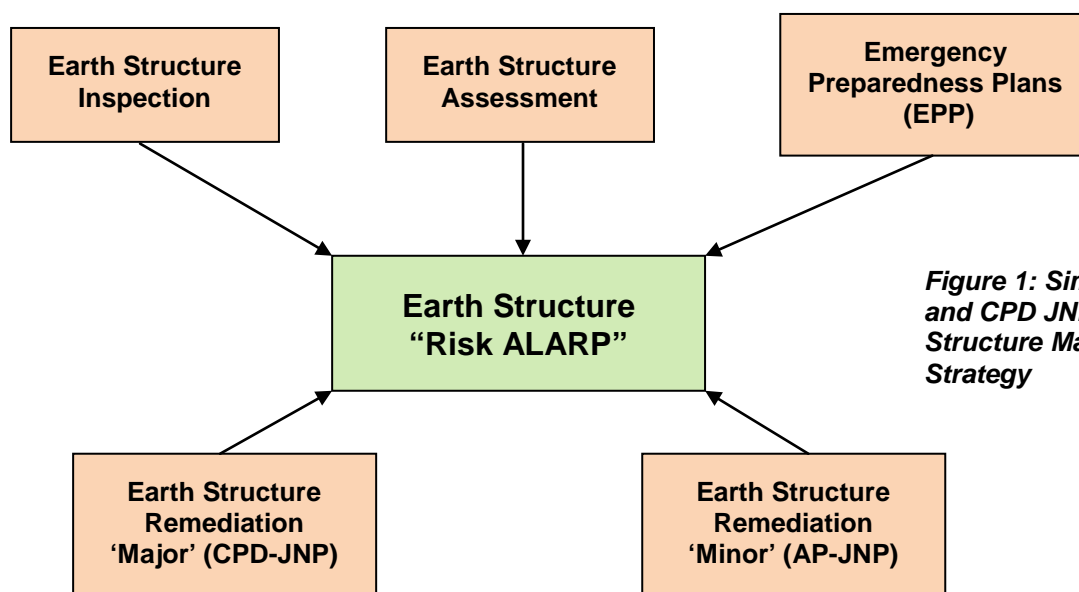 Earth Structure
Inspection
Earth Structure
Assessment
Emergency
Preparedness Plans
(EPP)
Earth Structure
“Risk ALARP”
Figure 1:
and CPD
Structure
Strategy
Earth Structure
Remediation
‘Major’ (CPD-JNP)
Earth Structure
Remediation
‘Minor’ (AP-JNP)